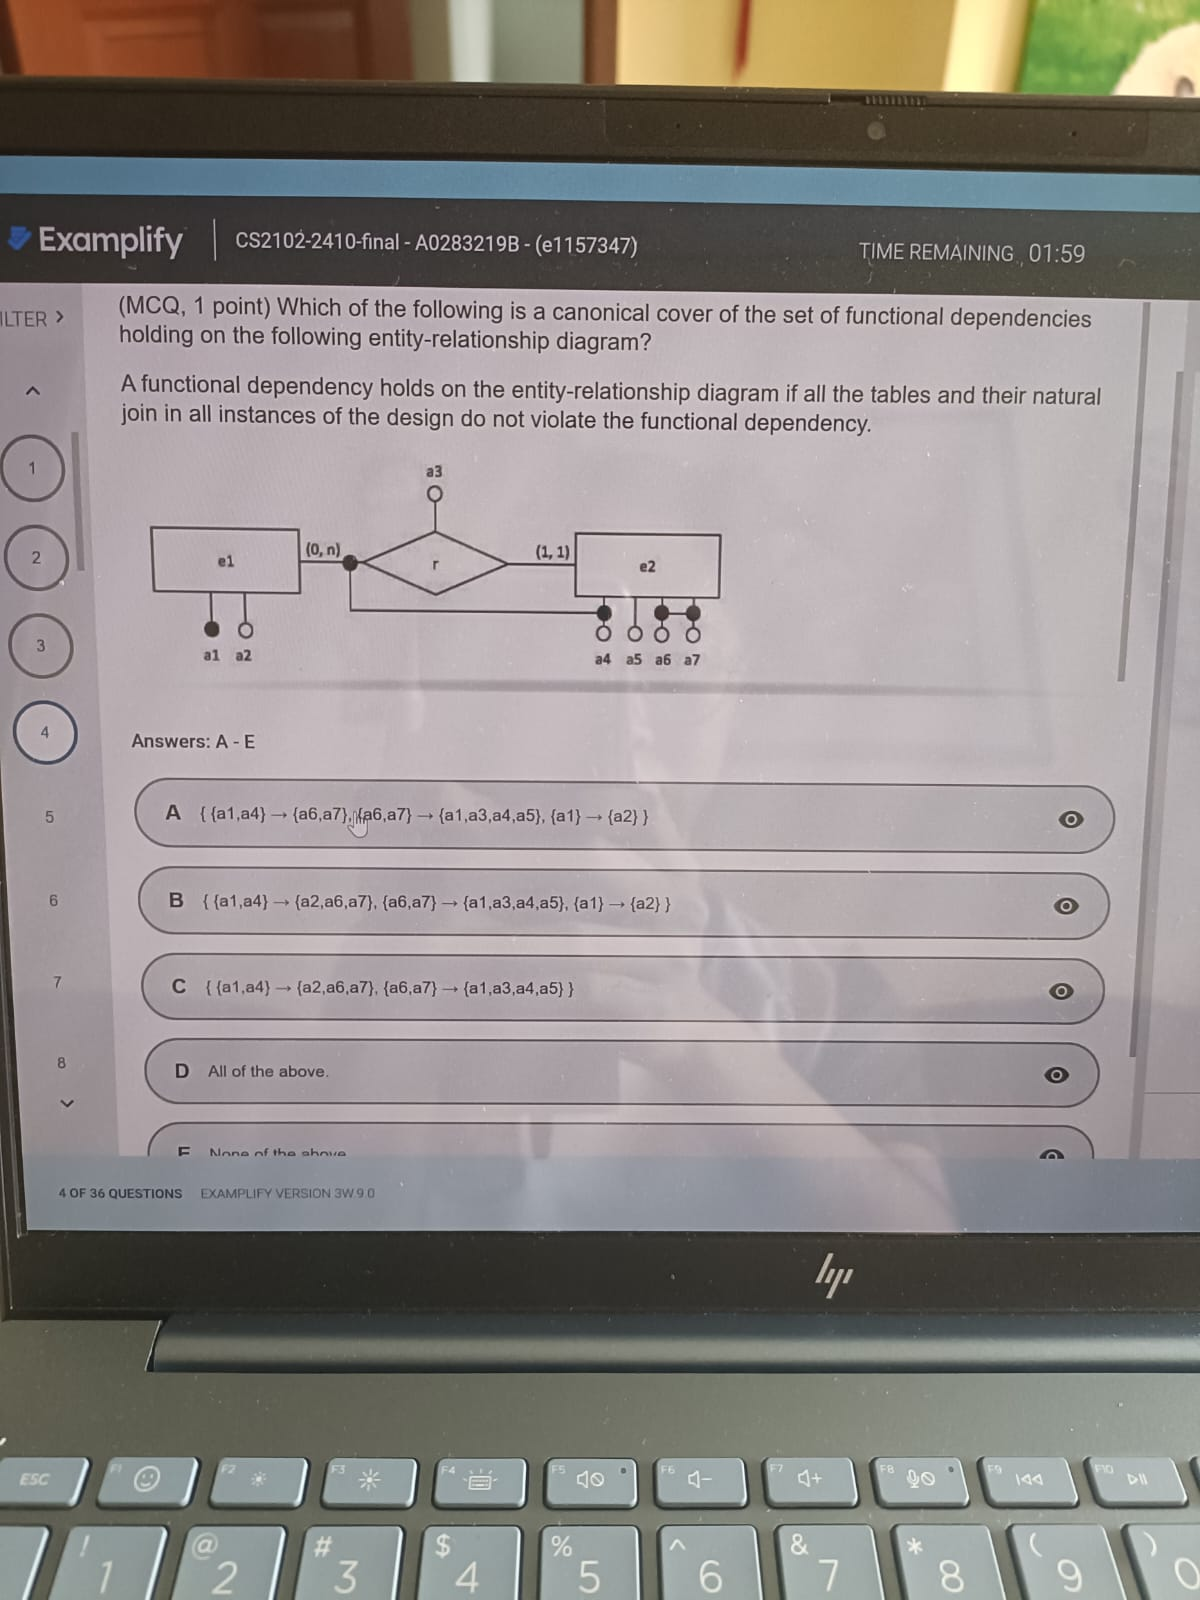 Examplify
CS2102-2410-final - A0283219B - (e1157347)
TIME REMAINING 01:59
ILTER >
(MCQ, 1 point) Which of the following is a canonical cover of the set of functional dependencies
holding on the following entity-relationship diagram?
A functional dependency holds on the entity-relationship diagram if all the tables and their natural
join in all instances of the design do not violate the functional dependency.
a3
e1
(0, n)
r
(1, 1)
e2
a1 a2
a4 a5 a6 a7
1
2
3
4
5
6
7
8
Answers: A - E
A { {a1,a4} → {a6,a7}, {a6,a7} → {a1,a3,a4,a5}, {a1} → {a2} }
B { {a1,a4} → {a2,a6,a7}, {a6,a7} → {a1,a3,a4,a5}, {a1} → {a2} }
C { {a1,a4} → {a2,a6,a7}, {a6,a7} → {a1,a3,a4,a5} }
D All of the above.
E None of the above
4 OF 36 QUESTIONS EXAMPLIFY VERSION 3W 9.0
hp
ESC F1 F2 F3 F4 F5 F6 F7 F8 F9 F10
! @ # $ % ^ & * ( )
1 2 3 4 5 6 7 8 9 0